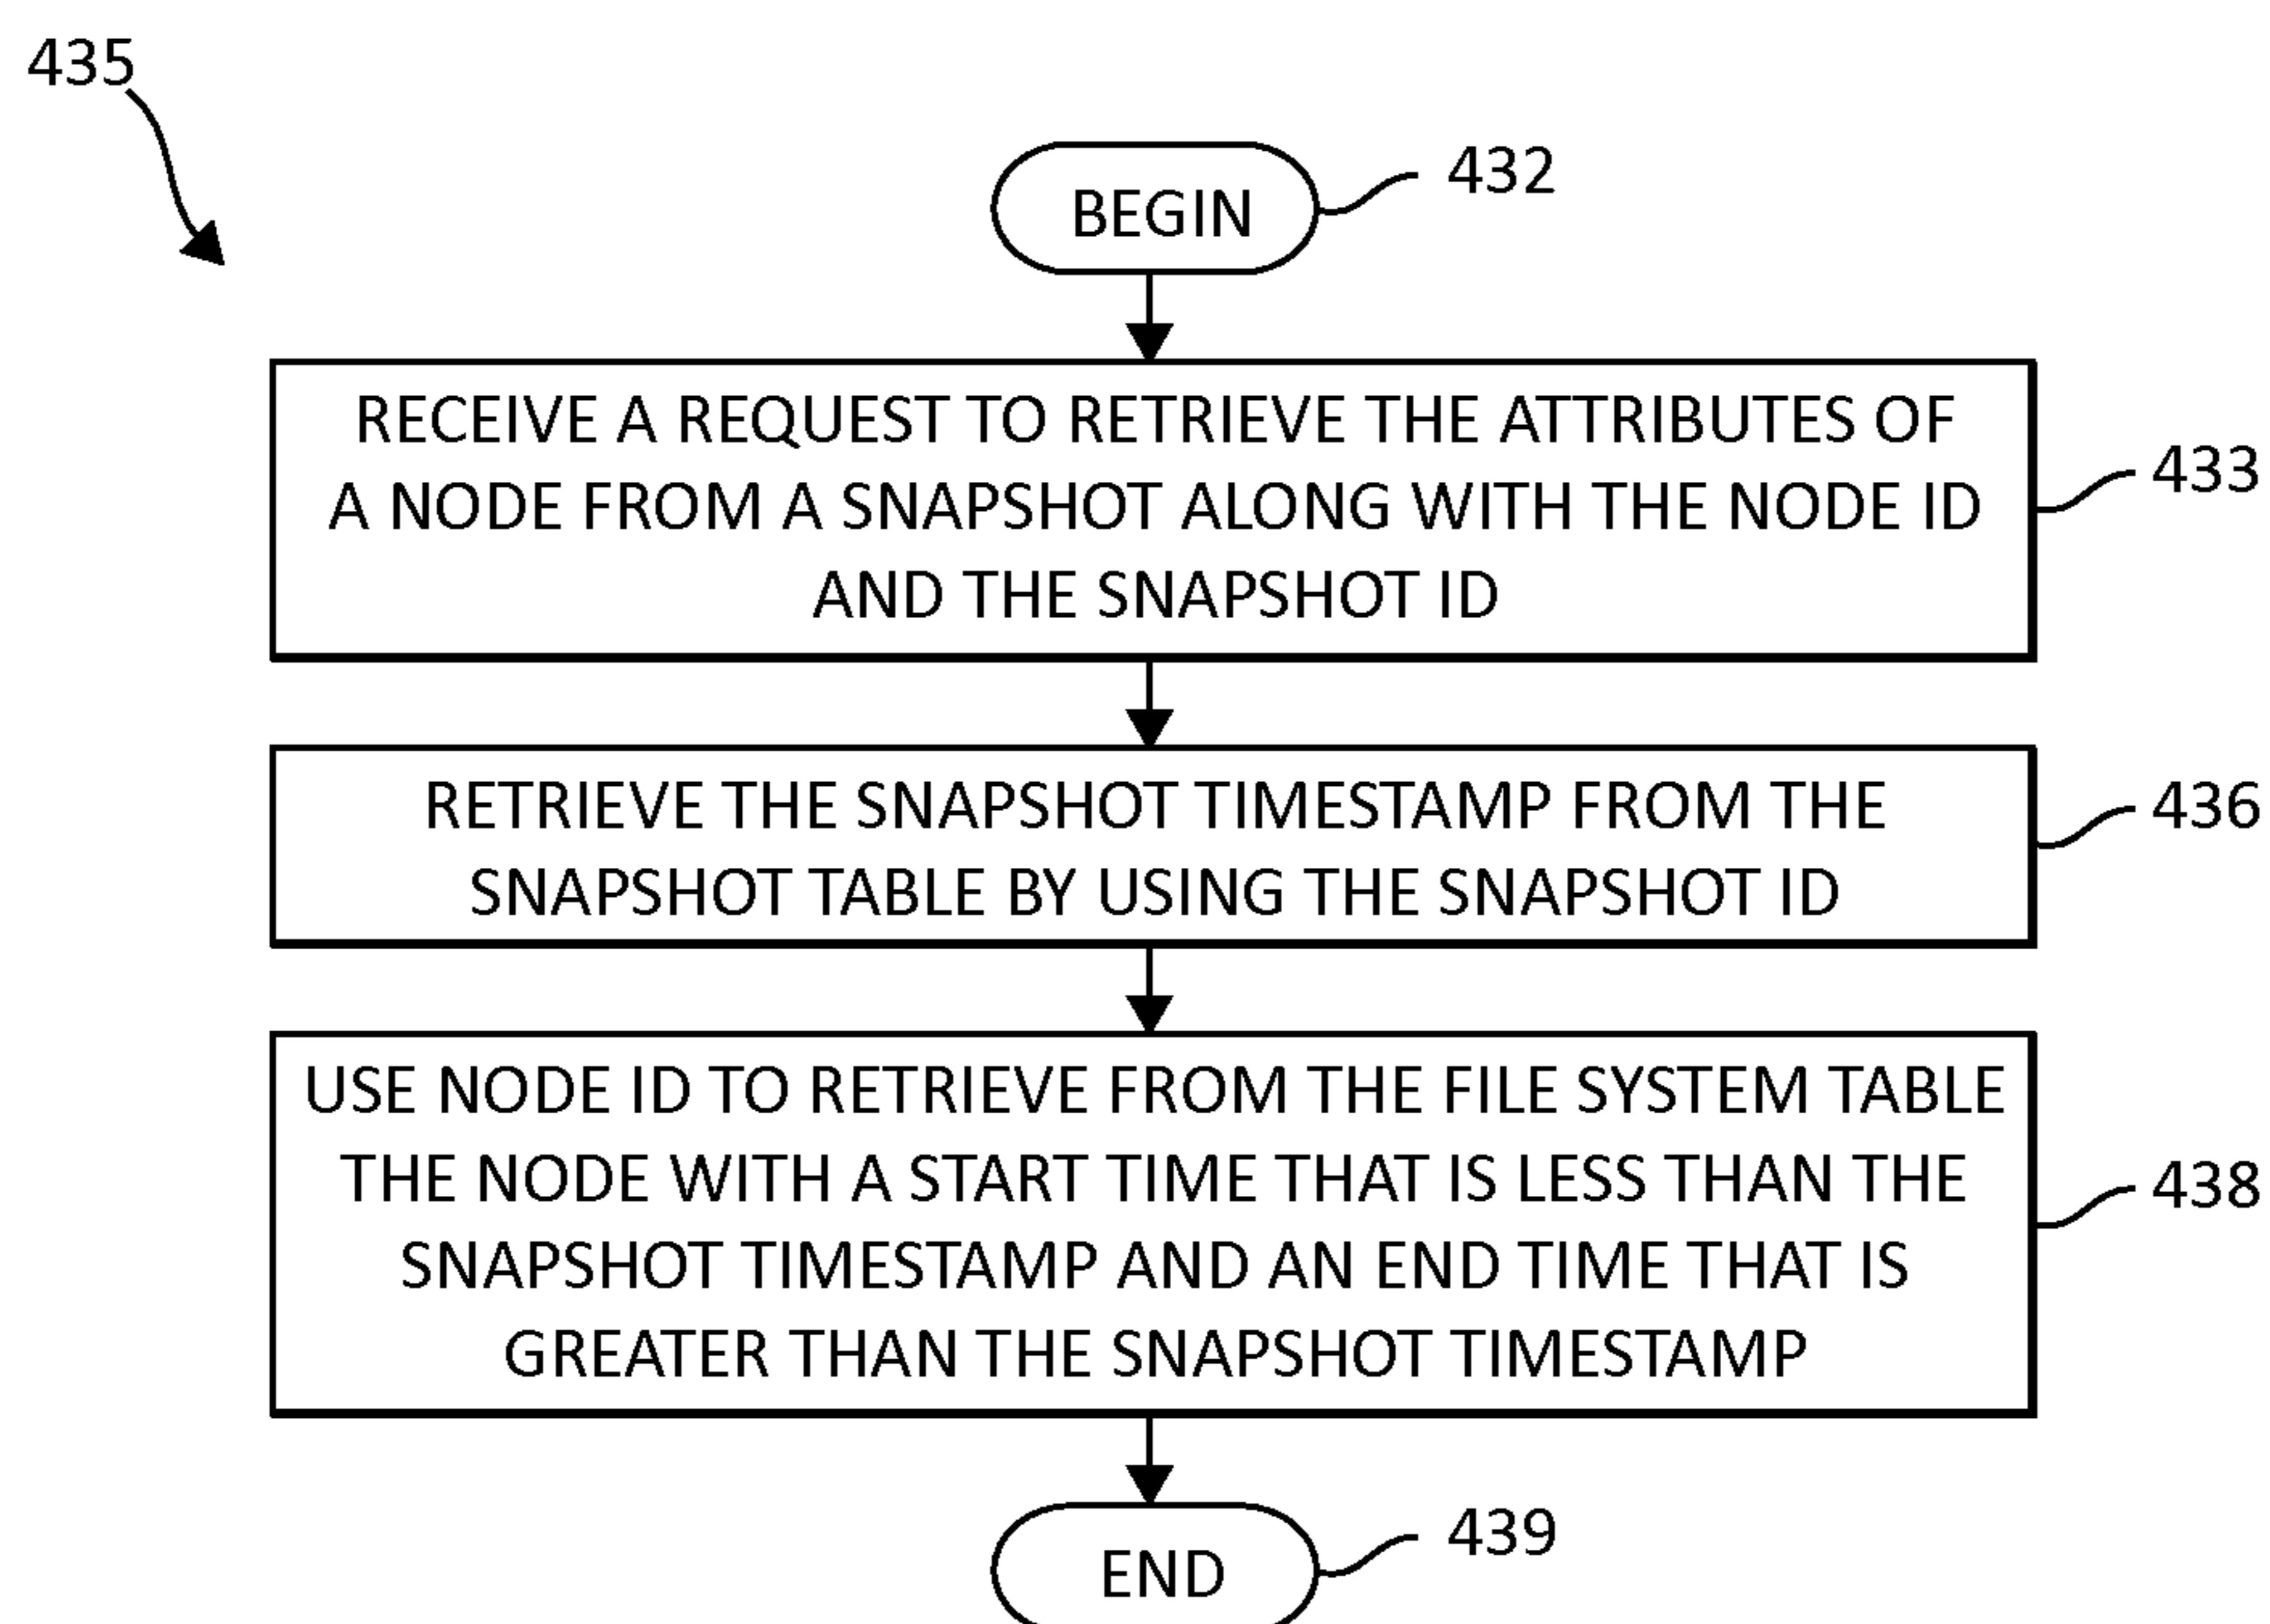 435
BEGIN
432
RECEIVE A REQUEST TO RETRIEVE THE ATTRIBUTES OF
A NODE FROM A SNAPSHOT ALONG WITH THE NODE ID
AND THE SNAPSHOT ID
433
RETRIEVE THE SNAPSHOT TIMESTAMP FROM THE
SNAPSHOT TABLE BY USING THE SNAPSHOT ID
436
USE NODE ID TO RETRIEVE FROM THE FILE SYSTEM TABLE
THE NODE WITH A START TIME THAT IS LESS THAN THE
SNAPSHOT TIMESTAMP AND AN END TIME THAT IS
GREATER THAN THE SNAPSHOT TIMESTAMP
438
END
439